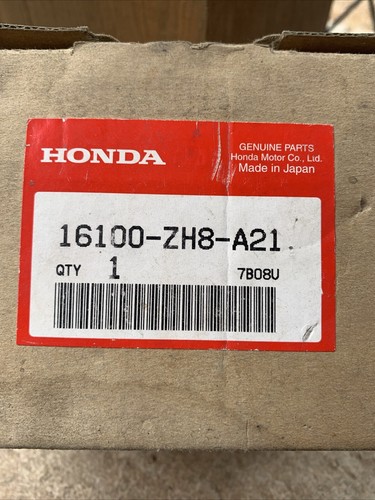 HONDA
GENUINE PARTS
Honda Motor Co., Ltd.
Made in Japan
16100-ZH8-A21
QTY 1 7B08U